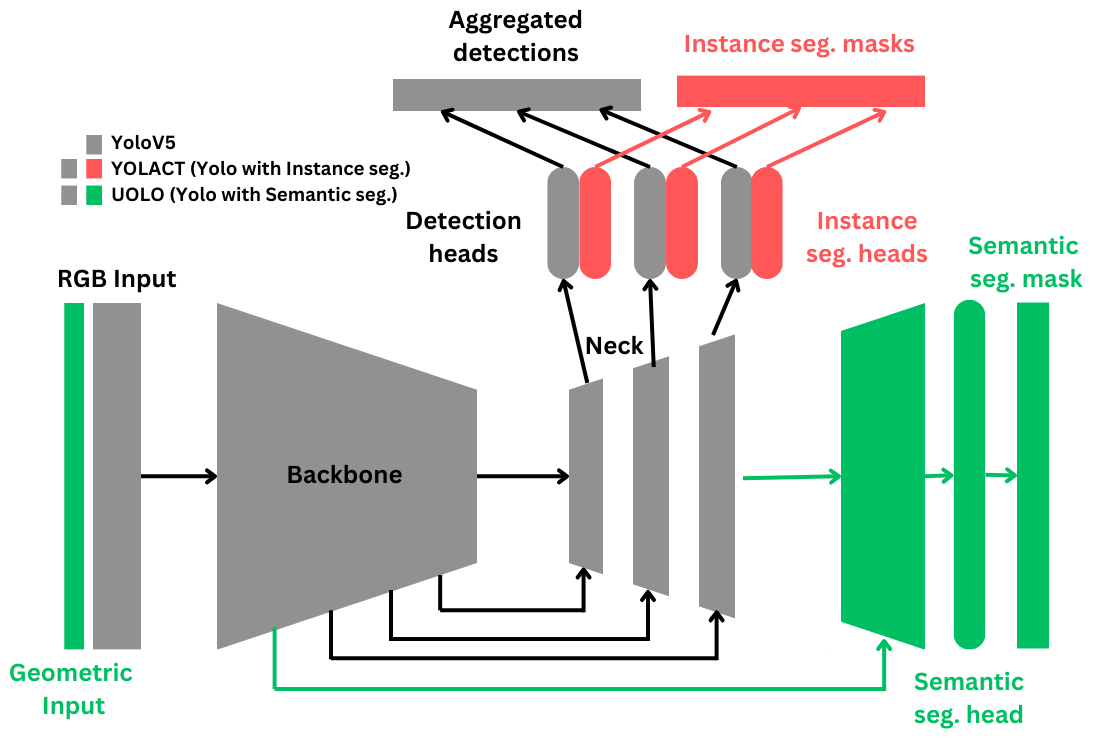 Aggregated
detections
Instance seg. masks
YoloV5
YOLACT (Yolo with Instance seg.)
UOLO (Yolo with Semantic seg.)
Detection
heads
Instance
seg. heads
Semantic
seg. mask
RGB Input
Neck
Backbone
Geometric
Input
Semantic
seg. head